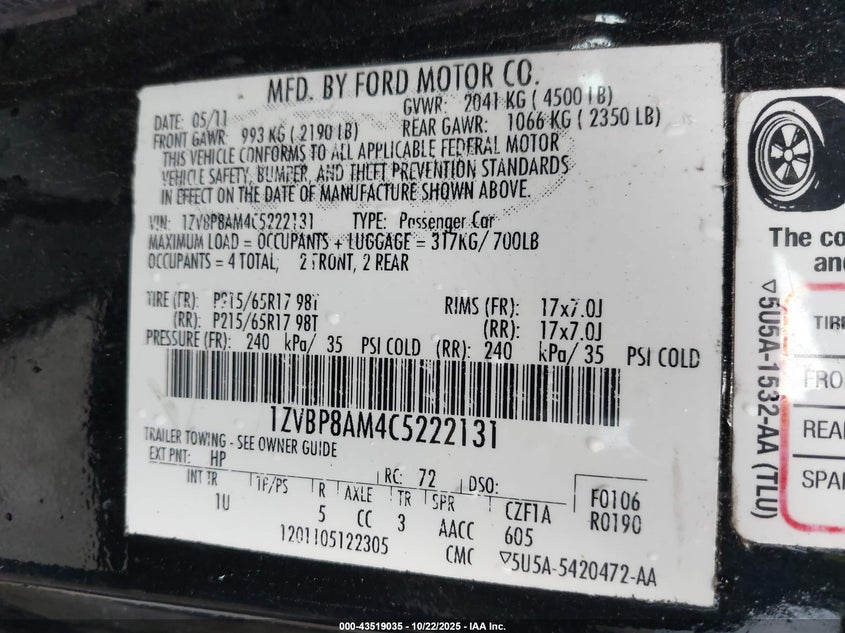 MFD. BY FORD MOTOR CO.
DATE: 05/11 GVWR: 2041 KG ( 4500 LB)
FRONT GAWR: 993 KG ( 2190 LB) REAR GAWR: 1066 KG ( 2350 LB)
THIS VEHICLE CONFORMS TO ALL APPLICABLE FEDERAL MOTOR
VEHICLE SAFETY, BUMPER, AND THEFT PREVENTION STANDARDS
IN EFFECT ON THE DATE OF MANUFACTURE SHOWN ABOVE.
VIN: 1ZVBP8AM4C5222131 TYPE: Passenger Car
MAXIMUM LOAD = OCCUPANTS + LUGGAGE = 317KG/ 700LB
OCCUPANTS = 4 TOTAL, 2 FRONT, 2 REAR
TIRE (FR): P215/65R17 98T RIMS (FR): 17x7.0J
(RR): P215/65R17 98T (RR): 17x7.0J
PRESSURE (FR): 240 kPa/ 35 PSI COLD (RR): 240 kPa/ 35 PSI COLD
1ZVBP8AM4C5222131
TRAILER TOWING - SEE OWNER GUIDE
EXT PNT: HP RC: 72 DSO:
INT TR TP/PS R AXLE TR SPR CZF1A F0106
1U 5 CC 3 AACC 605 R0190
1201105122305 CMC ▽5U5A-5420472-AA
The co
an
TIRE
FRO
REA
SPA
▽5U5A-1532-AA (TLU)
000-43519035 - 10/22/2025 - IAA Inc.